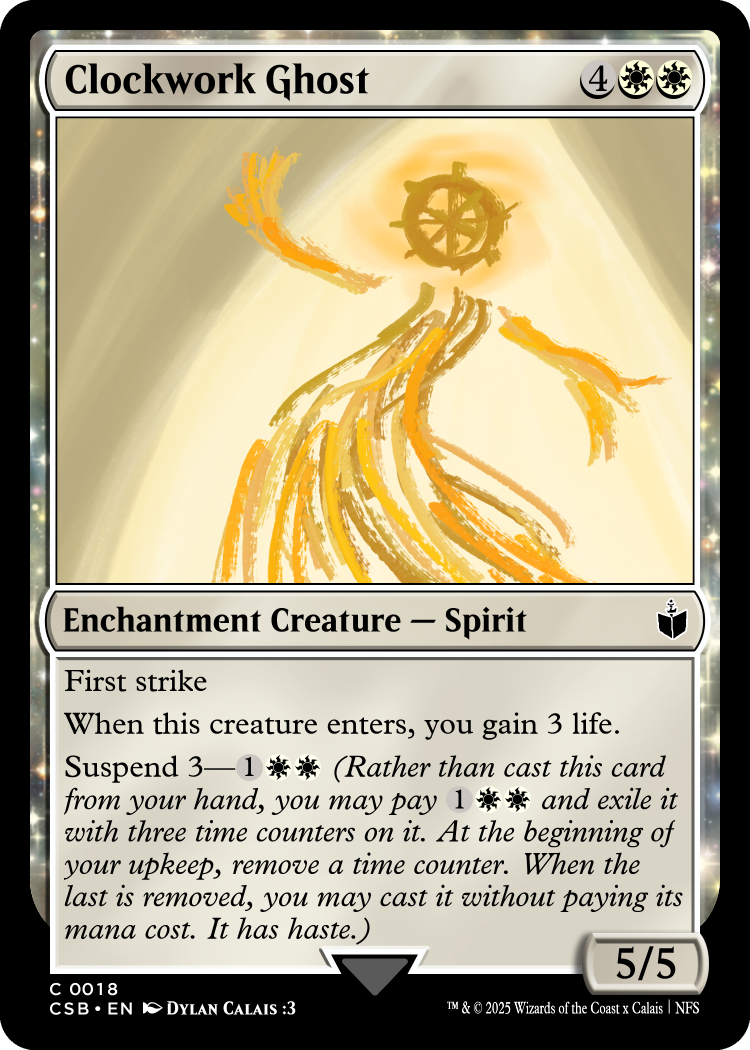 Clockwork Ghost 4
Enchantment Creature — Spirit
First strike
When this creature enters, you gain 3 life.
Suspend 3—1 (Rather than cast this card
from your hand, you may pay 1 and exile it
with three time counters on it. At the beginning of
your upkeep, remove a time counter. When the
last is removed, you may cast it without paying its
mana cost. It has haste.)
5/5
C 0018
CSB • EN DYLAN CALAIS :3
™ & © 2025 Wizards of the Coast x Calais | NFS